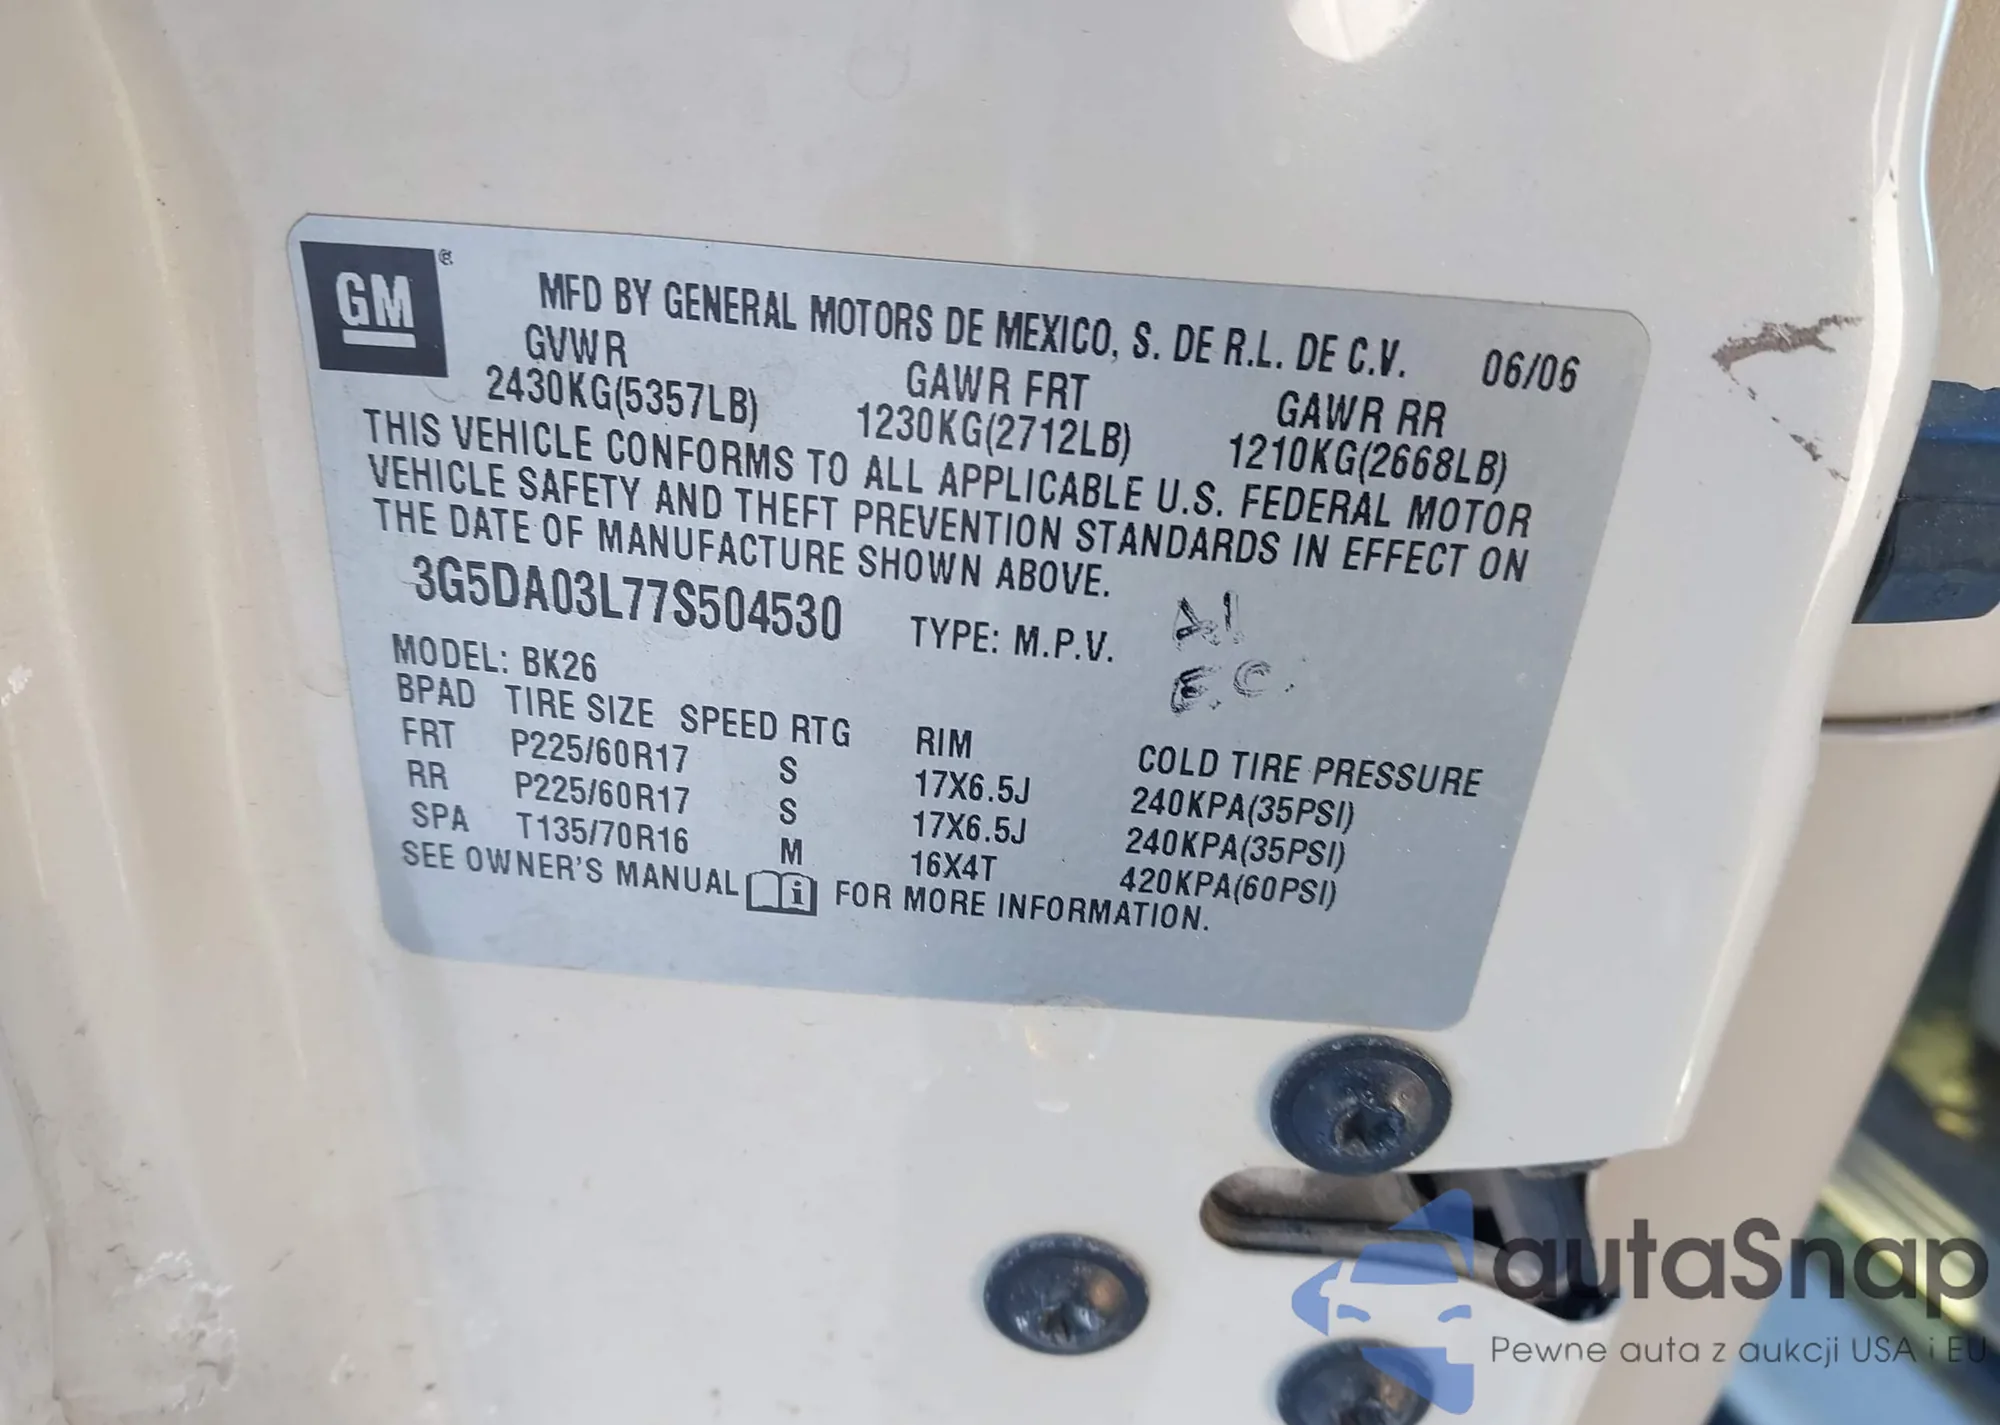 GM ®
MFD BY GENERAL MOTORS DE MEXICO, S. DE R.L. DE C.V. 06/06
GVWR GAWR FRT GAWR RR
2430KG(5357LB) 1230KG(2712LB) 1210KG(2668LB)
THIS VEHICLE CONFORMS TO ALL APPLICABLE U.S. FEDERAL MOTOR
VEHICLE SAFETY AND THEFT PREVENTION STANDARDS IN EFFECT ON
THE DATE OF MANUFACTURE SHOWN ABOVE.
3G5DA03L77S504530 TYPE: M.P.V.
MODEL: BK26
BPAD TIRE SIZE SPEED RTG RIM COLD TIRE PRESSURE
FRT P225/60R17 S 17X6.5J 240KPA(35PSI)
RR P225/60R17 S 17X6.5J 240KPA(35PSI)
SPA T135/70R16 M 16X4T 420KPA(60PSI)
SEE OWNER'S MANUAL i FOR MORE INFORMATION.
autaSnap
Pewne auta z aukcji USA i EU